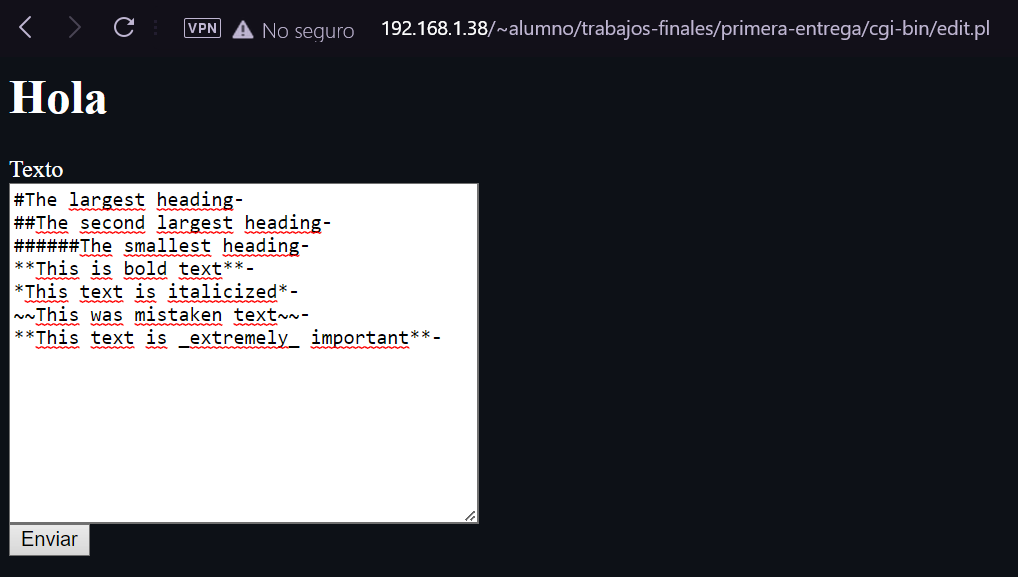 VPN No seguro 192.168.1.38/~alumno/trabajos-finales/primera-entrega/cgi-bin/edit.pl
Hola
Texto
#The largest heading-
##The second largest heading-
######The smallest heading-
**This is bold text**-
*This text is italicized*-
~~This was mistaken text~~-
**This text is _extremely_ important**-
Enviar